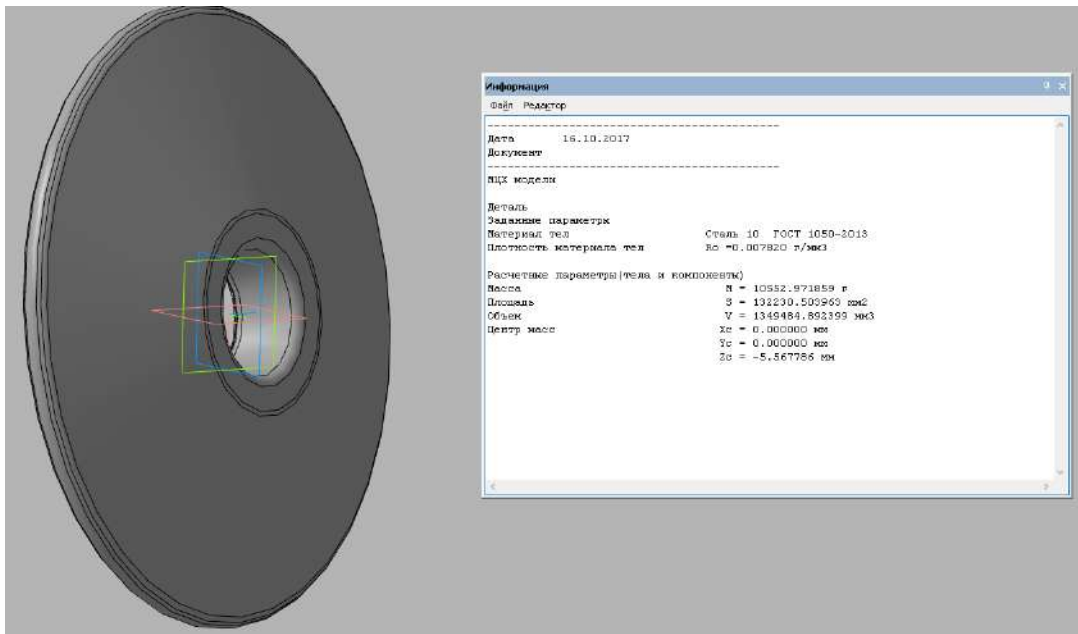 Информация
Файл Редактор
Дата 16.10.2017
Документ
МЦХ модели
Деталь
Заданные параметры
Материал тел Сталь 10 ГОСТ 1050-2013
Плотность материала тел Ro =0.007820 г/мм3
Расчетные параметры(тела и компоненты)
Масса M = 10552.971859 г
Площадь S = 132230.503963 мм2
Объем V = 1349484.892399 мм3
Центр масс Xc = 0.000000 мм
Yc = 0.000000 мм
Zc = -5.567786 мм